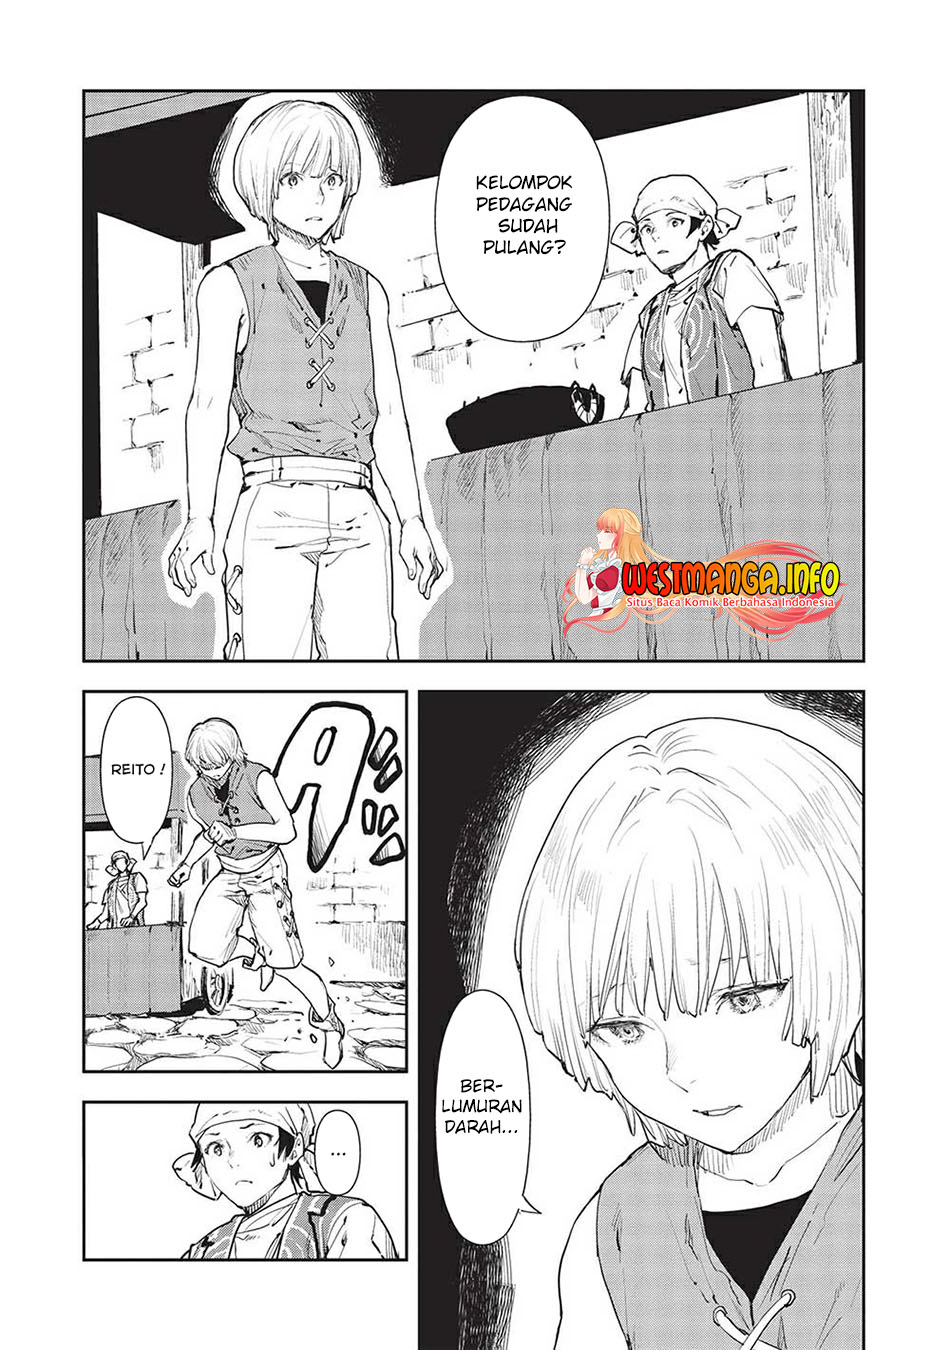 KELOMPOK
PEDAGANG
SUDAH
PULANG?
WESTMANGA.INFO
Situs Baca Komik Berbahasa Indonesia
BER-
LUMURAN
DARAH...
REITO!
...